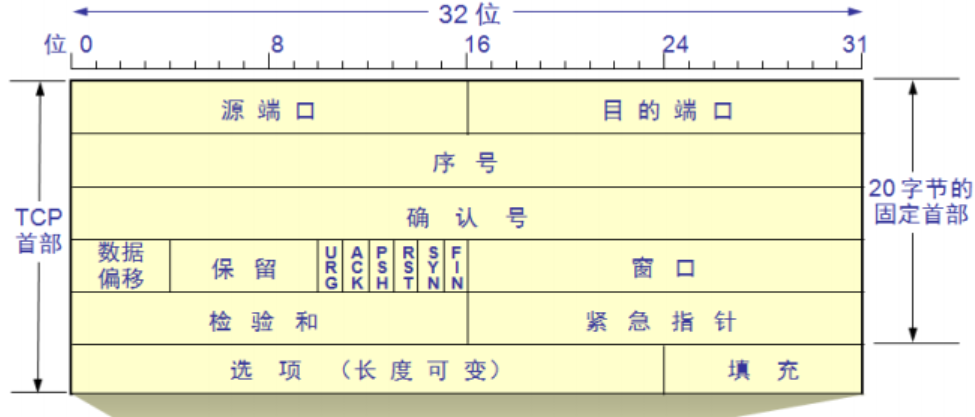 32 位
位 0 8 16 24 31
源 端 口 目 的 端 口
序 号
20 字节的
固定首部
TCP
首部
确 认 号
数据
偏移
保 留
URG
ACK
PSH
RST
SYN
FIN
窗 口
检 验 和 紧 急 指 针
选 项 （长 度 可 变） 填 充